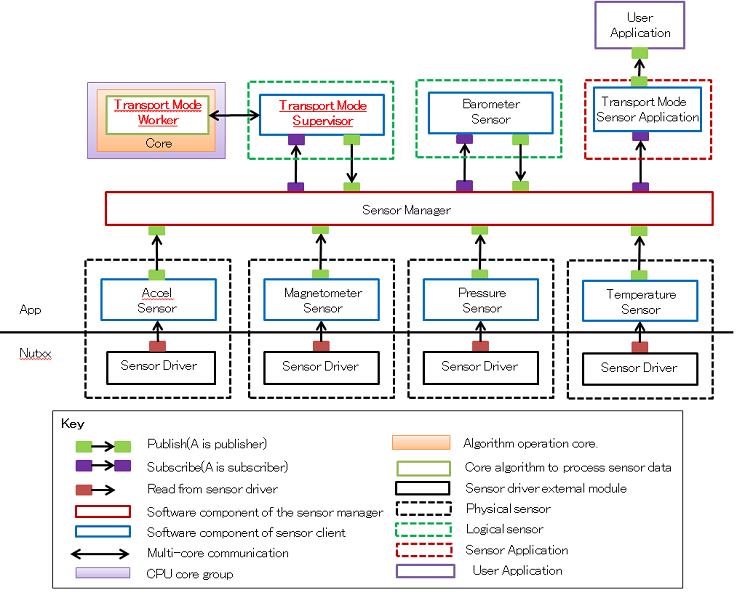 User
Application
Transport Mode
Worker
Core
Transport Mode
Supervisor
Barometer
Sensor
Transport Mode
Sensor Application
Sensor Manager
Accel
Sensor
Magnetometer
Sensor
Pressure
Sensor
Temperature
Sensor
App
Nutxx
Sensor Driver
Sensor Driver
Sensor Driver
Sensor Driver
Key
Publish(A is publisher)
Subscribe(A is subscriber)
Read from sensor driver
Software component of the sensor manager
Software component of sensor client
Multi-core communication
CPU core group
Algorithm operation core.
Core algorithm to process sensor data
Sensor driver external module
Physical sensor
Logical sensor
Sensor Application
User Application